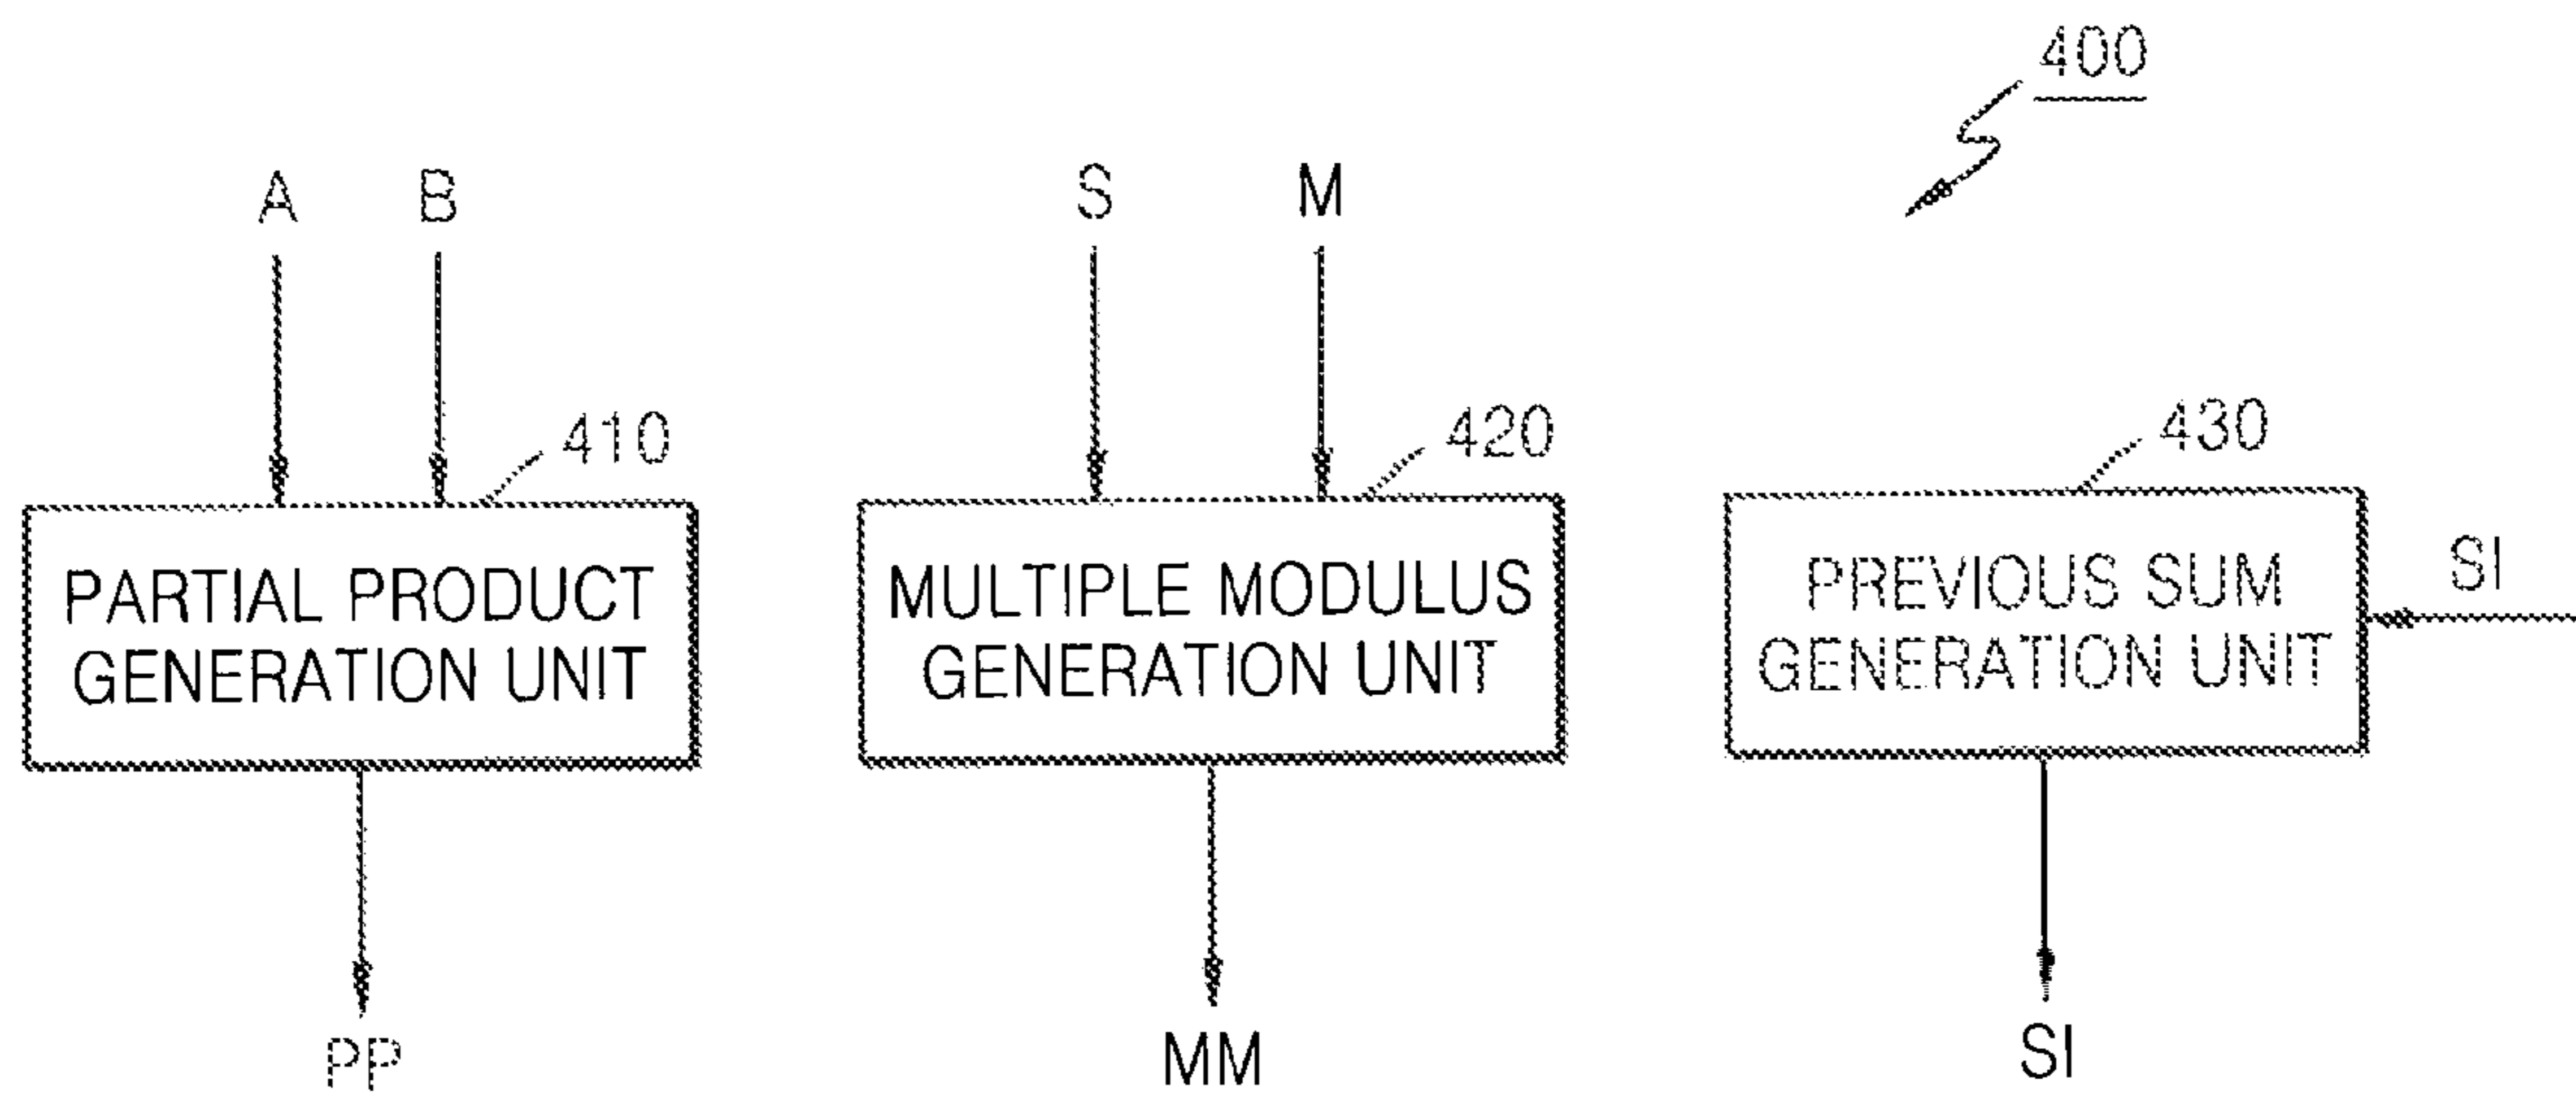 400
A B S M
410 420 430
PARTIAL PRODUCT
GENERATION UNIT
MULTIPLE MODULUS
GENERATION UNIT
PREVIOUS SUM
GENERATION UNIT
SI
PP MM SI